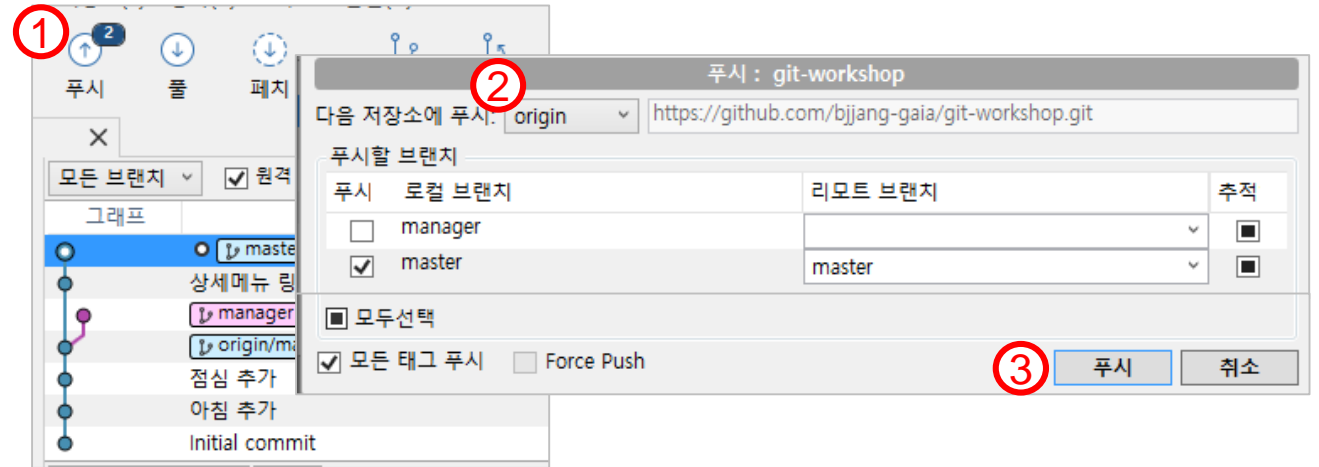 1
2
푸시
풀
페치
모든 브랜치
원격
그래프
maste
상세메뉴 링
manager
origin/ma
점심 추가
아침 추가
Initial commit
푸시 : git-workshop
2
다음 저장소에 푸시: origin
https://github.com/bjjang-gaia/git-workshop.git
푸시할 브랜치
푸시 로컬 브랜치 리모트 브랜치 추적
manager
master master
모두선택
모든 태그 푸시 Force Push
3
푸시 취소